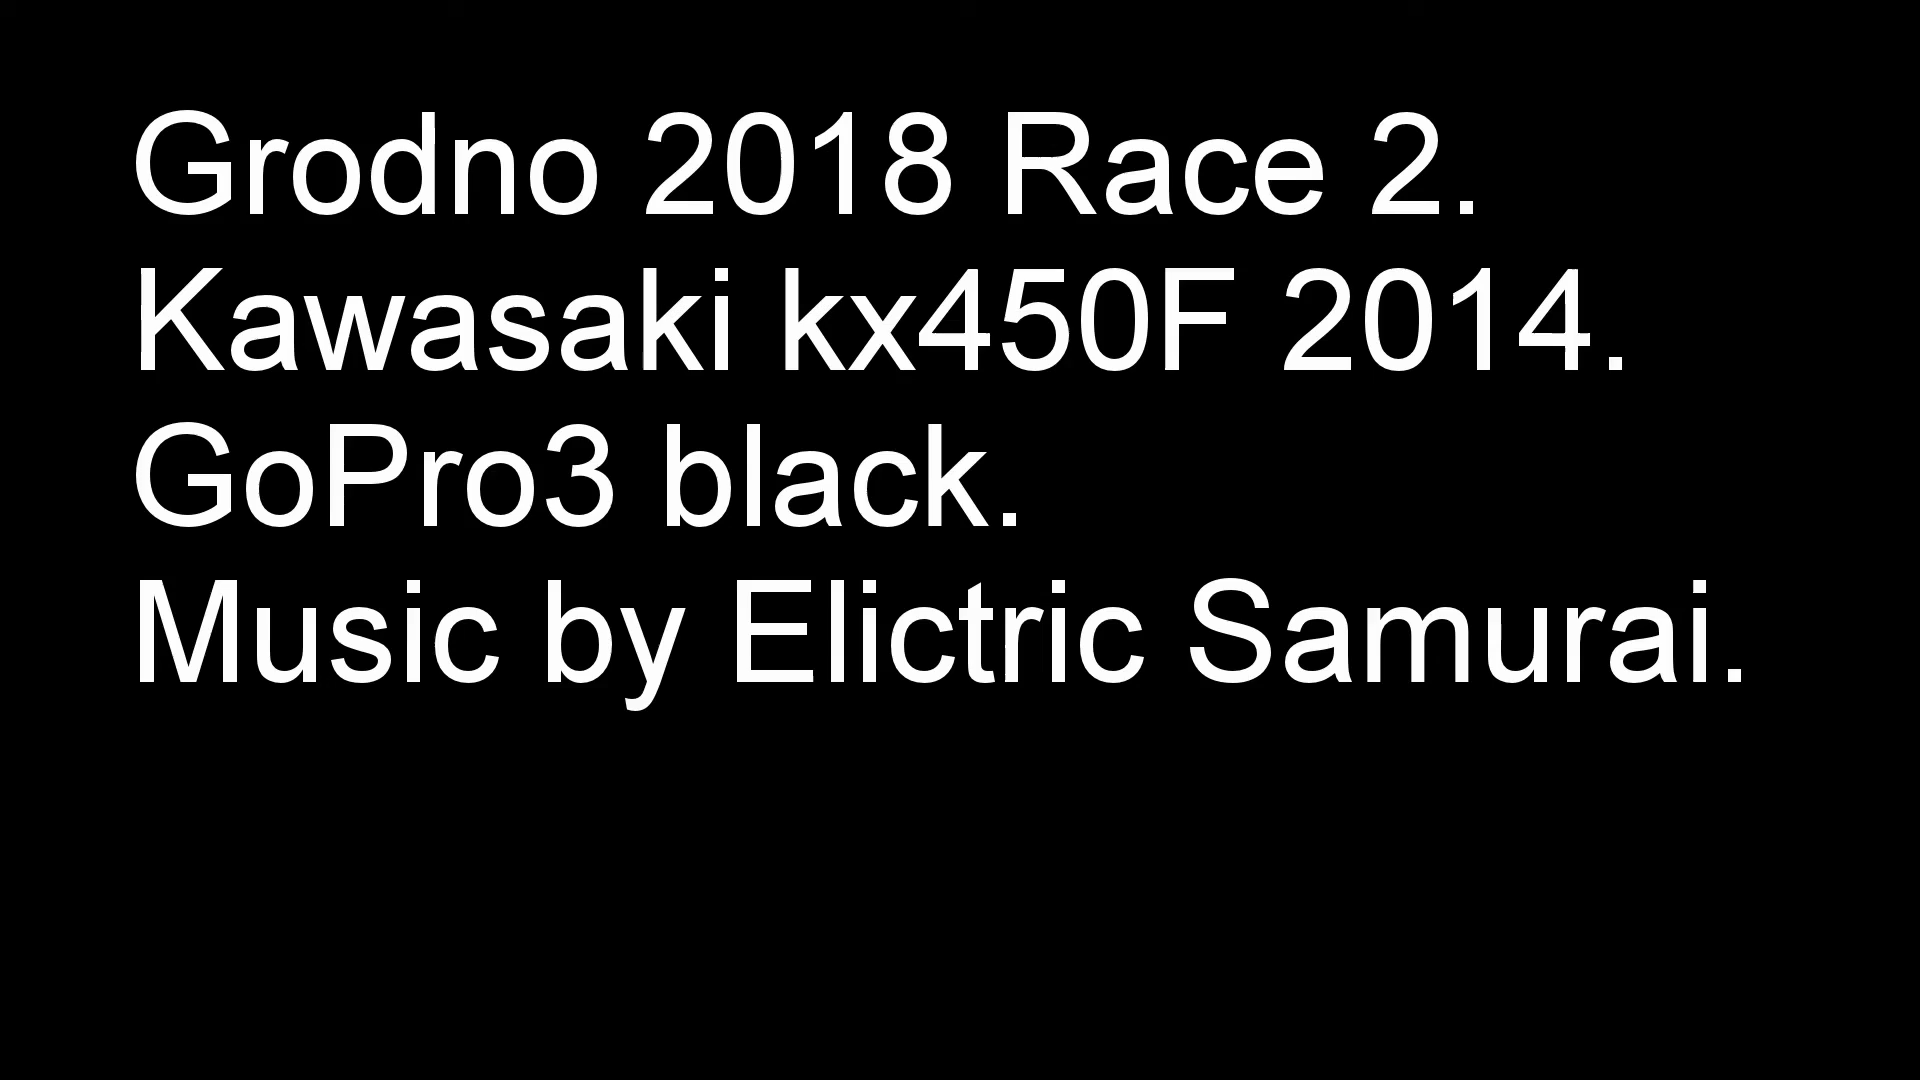 Grodno 2018 Race 2.
Kawasaki kx450F 2014.
GoPro3 black.
Music by Elictric Samurai.